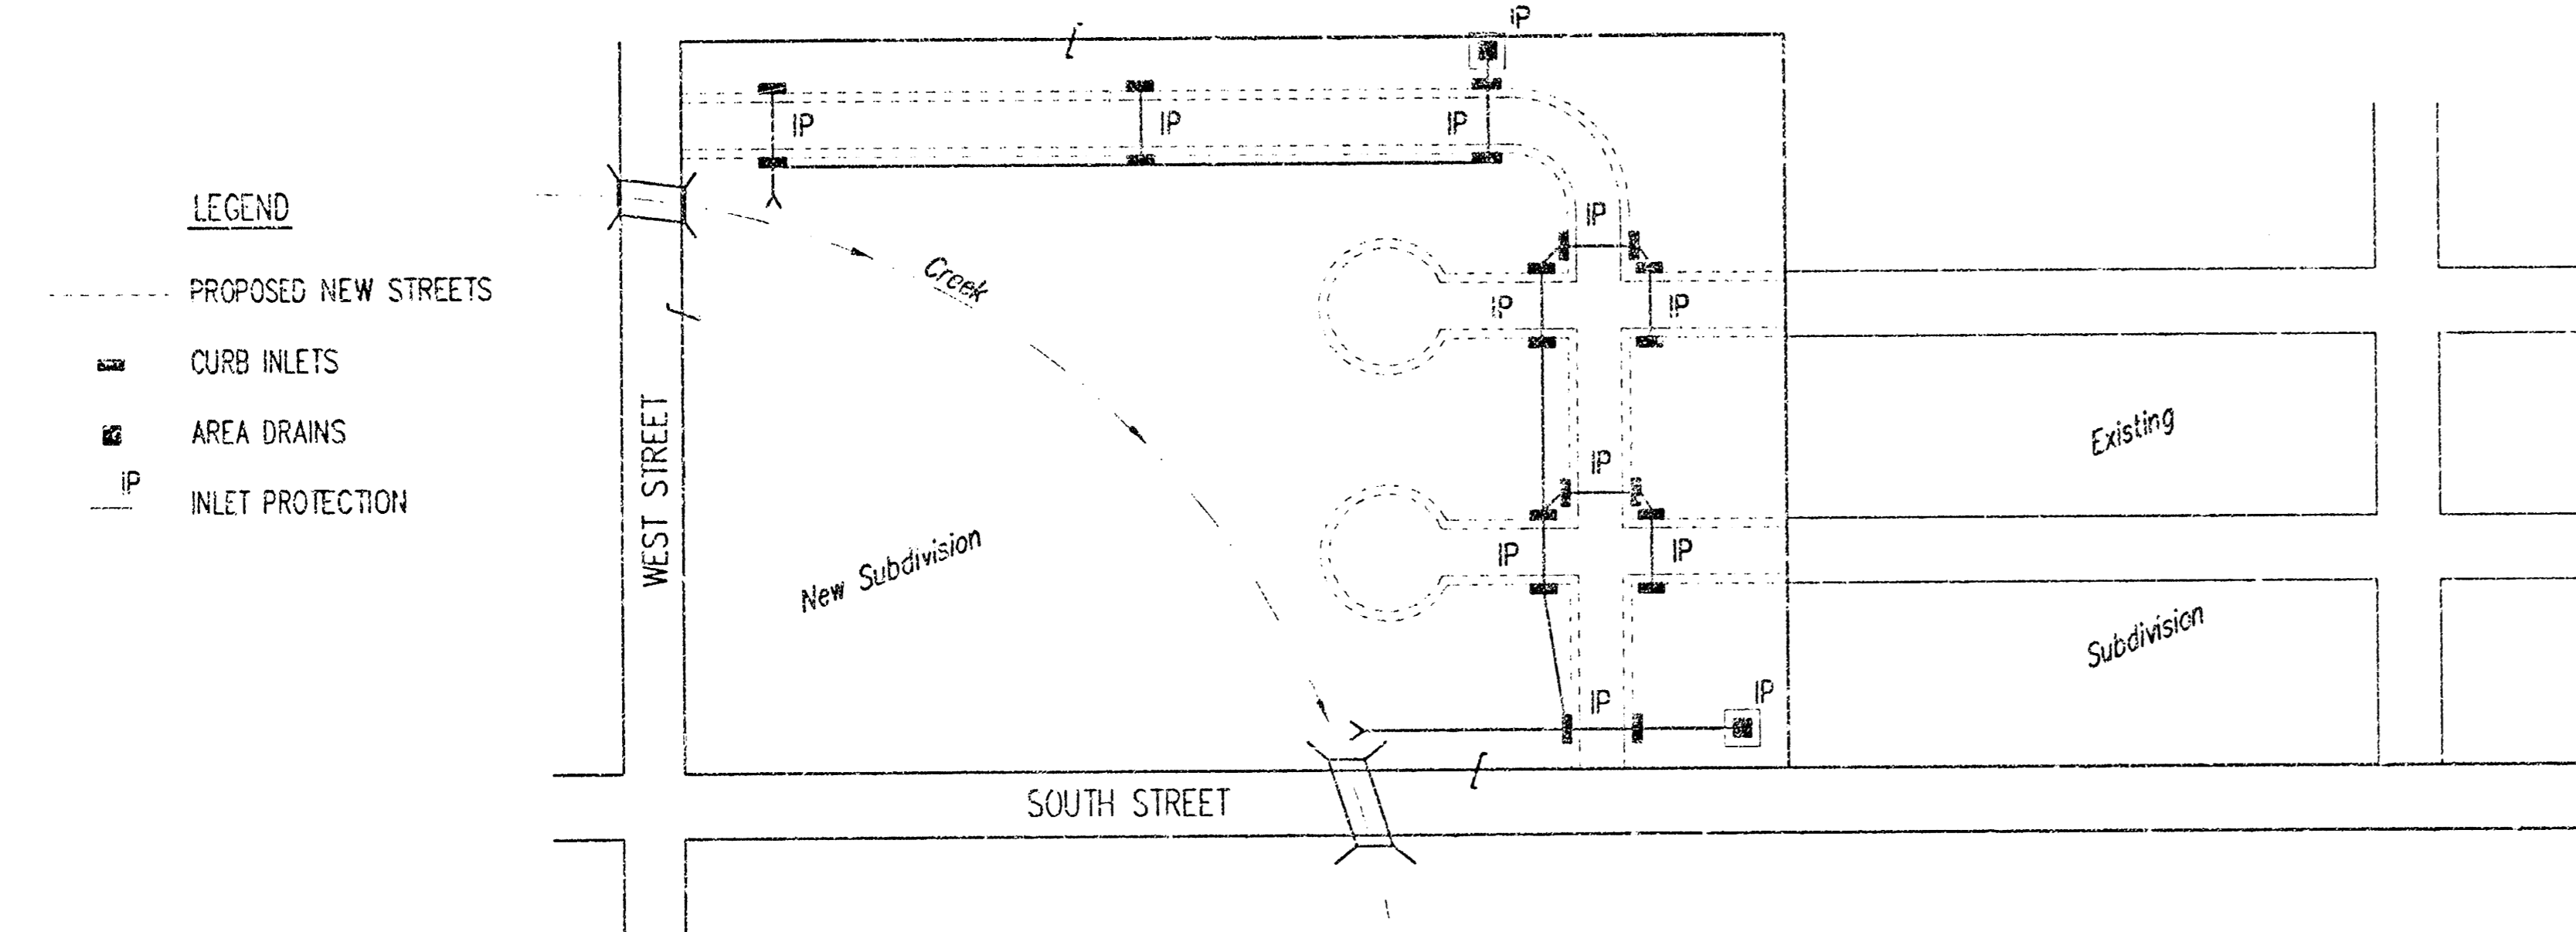 IP
IP
IP
IP
LEGEND
PROPOSED NEW STREETS
CURB INLETS
AREA DRAINS
IP
INLET PROTECTION
WEST STREET
Creek
New Subdivision
IP
IP
IP
IP
IP
IP
IP
IP
Existing
Subdivision
SOUTH STREET